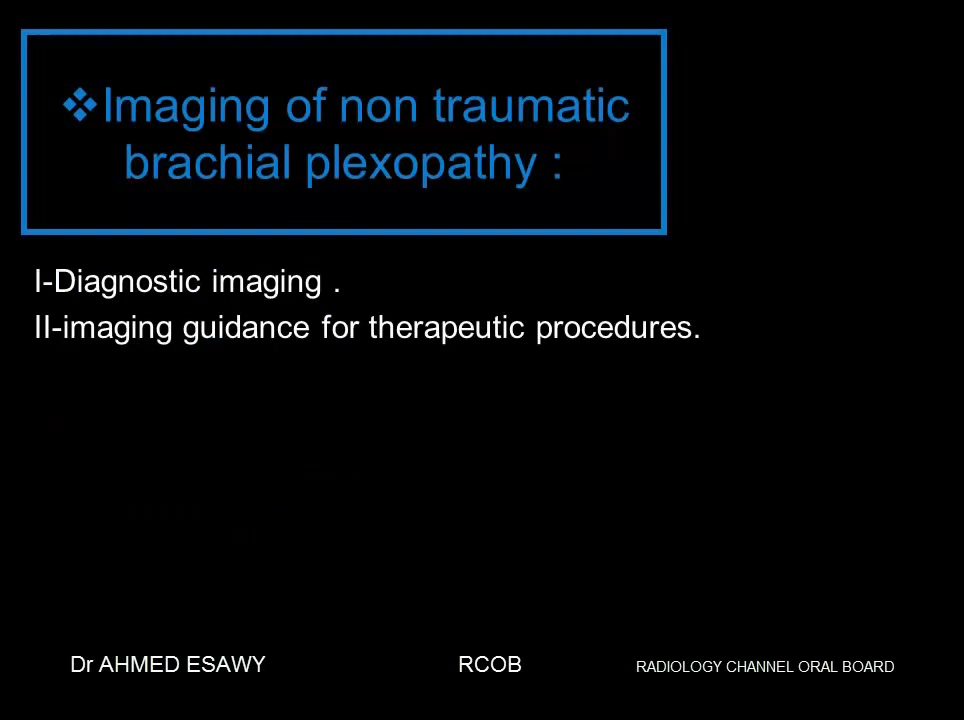 ❖Imaging of non traumatic
brachial plexopathy :
I-Diagnostic imaging .
II-imaging guidance for therapeutic procedures.
Dr AHMED ESAWY RCOB RADIOLOGY CHANNEL ORAL BOARD